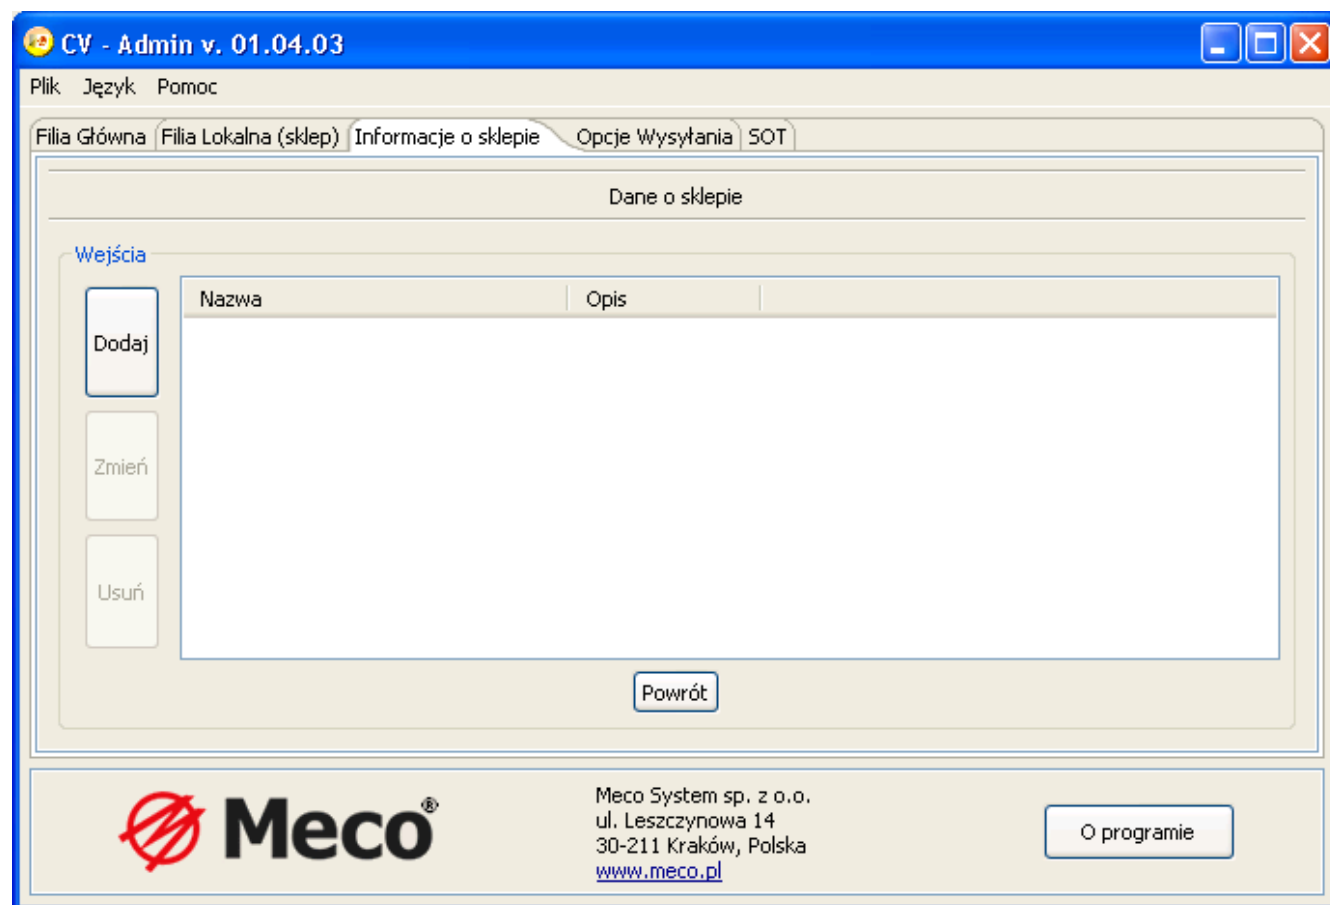 CV - Admin v. 01.04.03
Plik Język Pomoc
Filia Główna Filia Lokalna (sklep) Informacje o sklepie Opcje Wysyłania SOT
Dane o sklepie
Wejścia
Nazwa Opis
Dodaj
Zmień
Usuń
Powrót
Meco®
Meco System sp. z o.o.
ul. Leszczynowa 14
30-211 Kraków, Polska
www.meco.pl
O programie